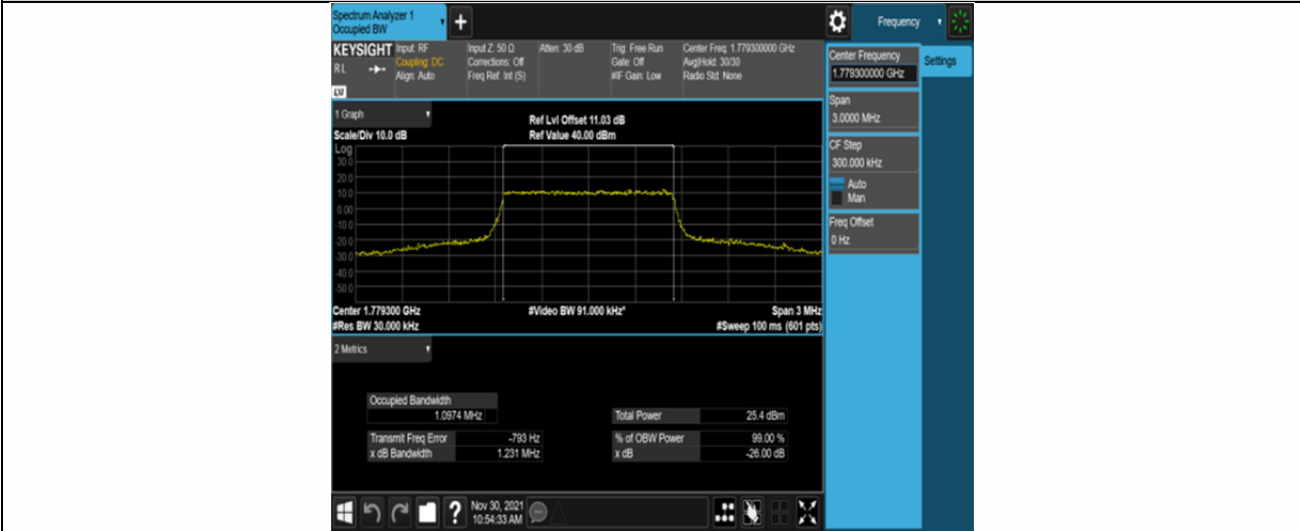 Spectrum Analyzer 1
Occupied BW
+
Frequency
KEYSIGHT
RL
Input: RF
Coupling: DC
Align: Auto
Input Z: 50 Ω
Corrections: Off
Freq Ref: Int (S)
Atten: 30 dB
Trig: Free Run
Gate: Off
#IF Gain: Low
Center Freq: 1.779300000 GHz
Avg|Hold: 30/30
Radio Std: None
1 Graph
Scale/Div 10.0 dB
Ref Lvl Offset 11.03 dB
Ref Value 40.00 dBm
Log
30.0
20.0
10.0
0.00
-10.0
-20.0
-30.0
-40.0
-50.0
Center 1.779300 GHz
#Res BW 30.000 kHz
#Video BW 91.000 kHz*
Span 3 MHz
#Sweep 100 ms (601 pts)
2 Metrics
Occupied Bandwidth
1.0974 MHz
Transmit Freq Error -793 Hz
x dB Bandwidth 1.231 MHz
Total Power 25.4 dBm
% of OBW Power 99.00 %
x dB -26.00 dB
Center Frequency
1.779300000 GHz
Settings
Span
3.0000 MHz
CF Step
300.000 kHz
Auto
Man
Freq Offset
0 Hz
?
Nov 30, 2021
10:54:33 AM